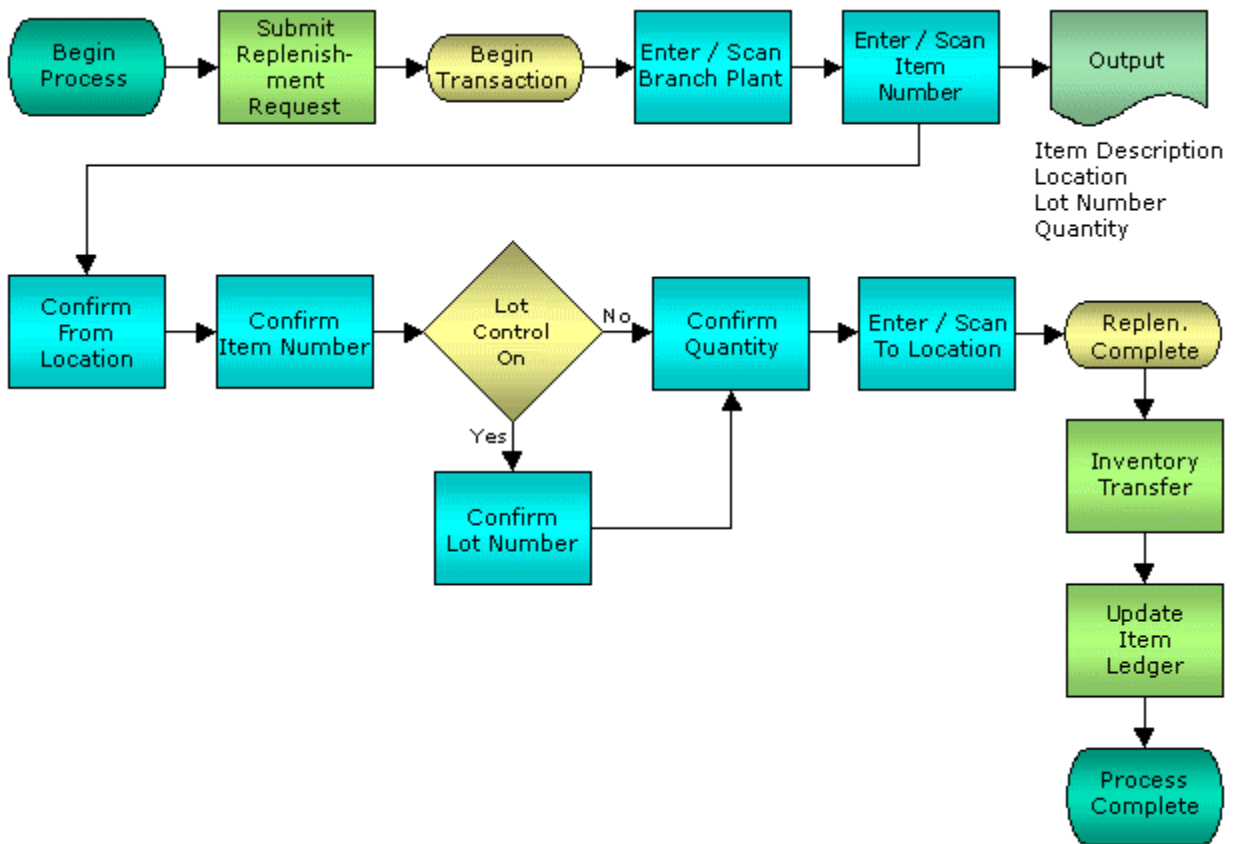 Begin
Process
Submit
Replenish-
ment
Request
Begin
Transaction
Enter / Scan
Branch Plant
Enter / Scan
Item
Number
Output
Item Description
Location
Lot Number
Quantity
Confirm
From
Location
Confirm
Item Number
Lot
Control
On
No
Yes
Confirm
Lot Number
Confirm
Quantity
Enter / Scan
To Location
Replen.
Complete
Inventory
Transfer
Update
Item
Ledger
Process
Complete